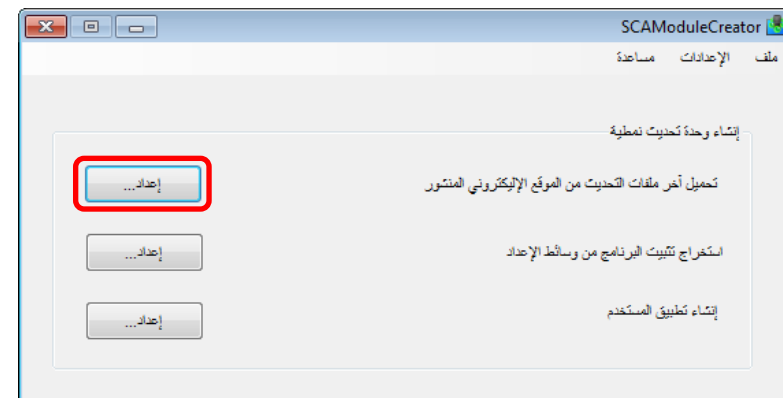 SCAModuleCreator
ملف الإعدادات مساعدة
إنشاء وحدة تحديث نمطية
تحميل آخر ملفات التحديث من الموقع الإليكتروني المنشور
إعداد...
استخراج تثبيت البرنامج من وسائط الإعداد
إعداد...
إنشاء تطبيق المستخدم
إعداد...